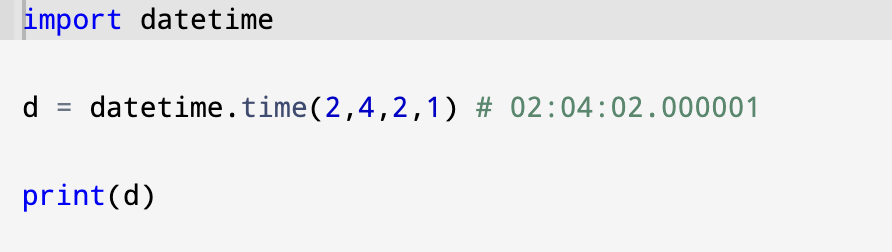 import datetime
d = datetime.time(2,4,2,1) # 02:04:02.000001
print(d)